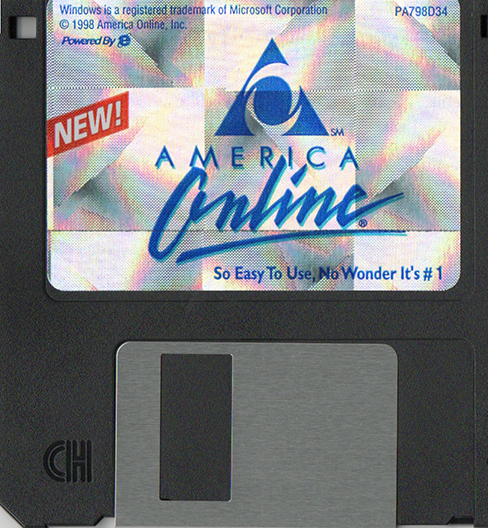 Windows is a registered trademark of Microsoft Corporation PA798D34
© 1998 America Online, Inc.
Powered By e
NEW!
SM
AMERICA
Online®
So Easy To Use, No Wonder It's #1
CH